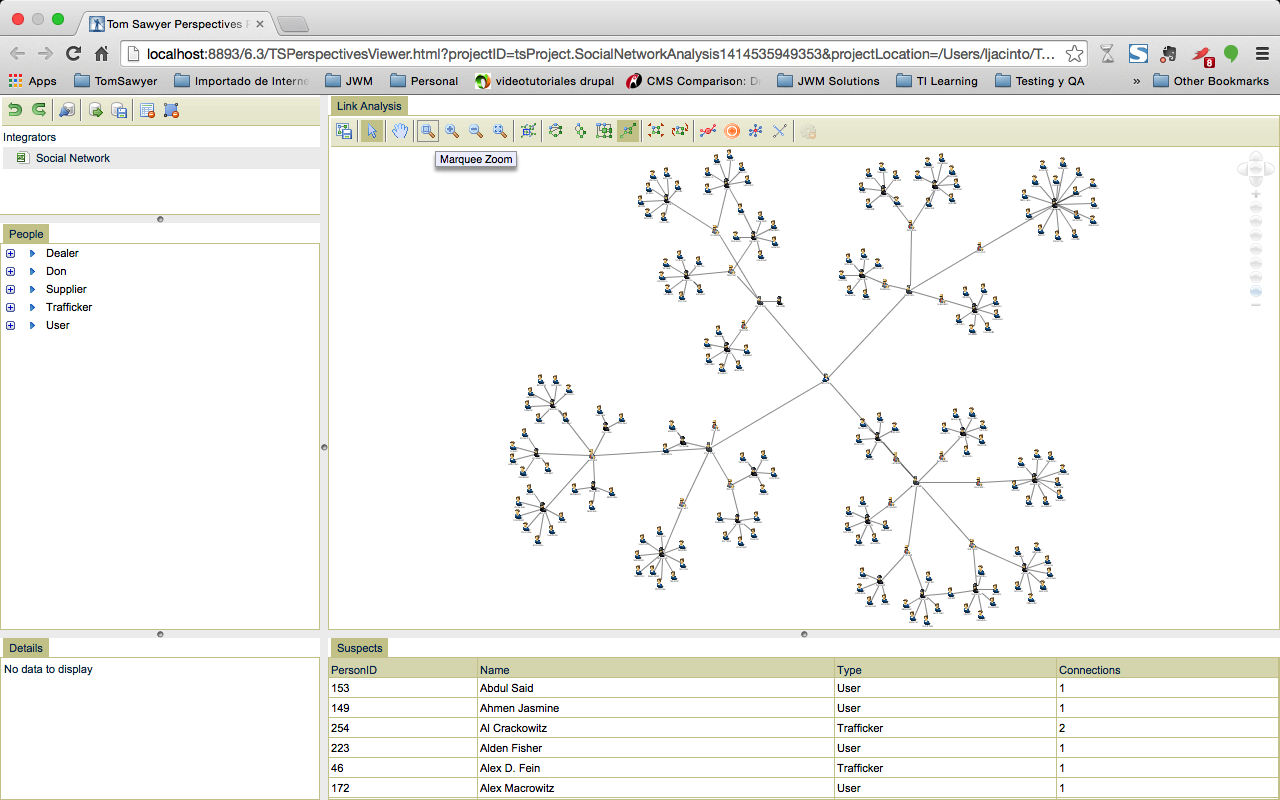 Tom Sawyer Perspectives
localhost:8893/6.3/TSPerspectivesViewer.html?projectID=tsProject.SocialNetworkAnalysis1414535949353&projectLocation=/Users/ljacinto/T...
8
Apps TomSawyer Importado de Interne JWM Personal videotutoriales drupal CMS Comparison: JWM Solutions TI Learning Testing y QA » Other Bookmarks
Link Analysis
Integrators
Social Network
Marquee Zoom
People
Dealer
Don
Supplier
Trafficker
User
Details
No data to display
Suspects
PersonID Name Type Connections
153 Abdul Said User 1
149 Ahmen Jasmine User 1
254 Al Crackowitz Trafficker 2
223 Alden Fisher User 1
46 Alex D. Fein Trafficker 1
172 Alex Macrowitz User 1